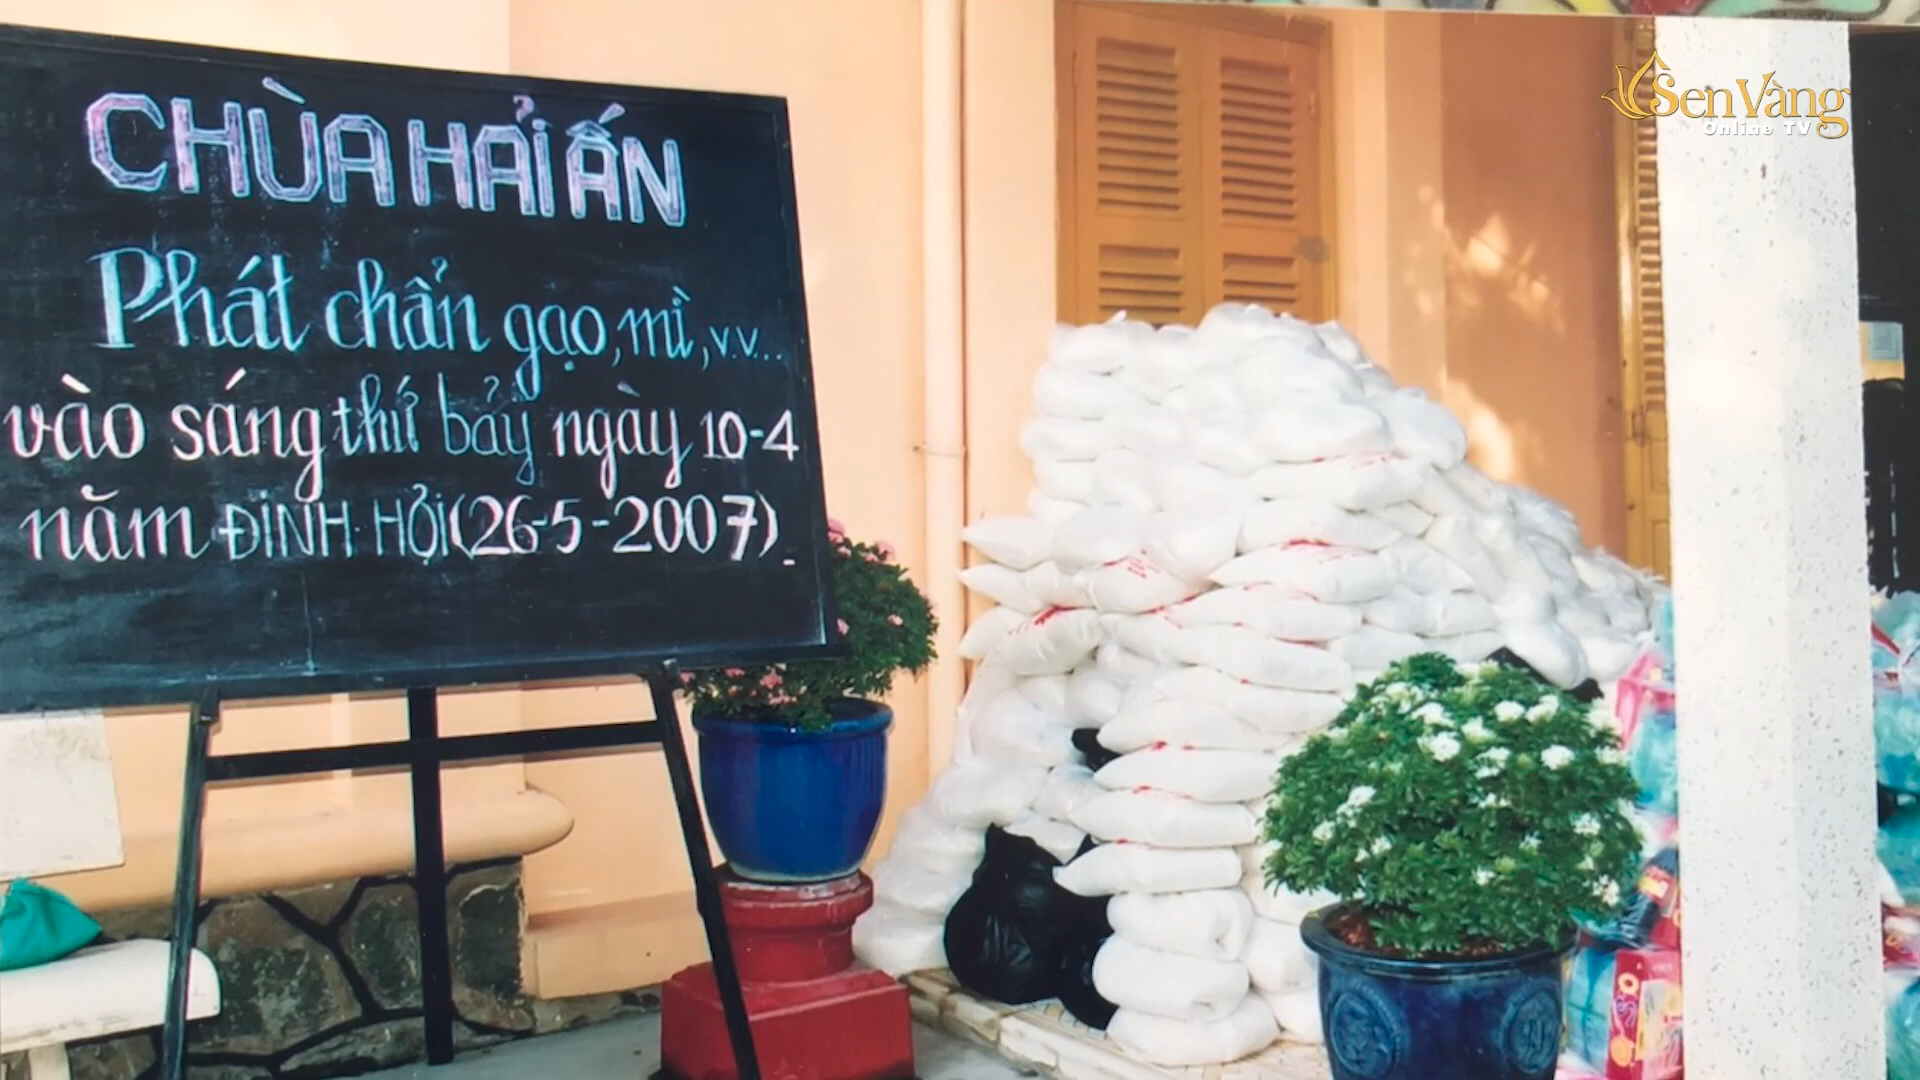 CHÙA HẢI ẤN
Phát chẩn gạo, mì, v.v...
vào sáng thứ bảy ngày 10-4
năm ĐINH HỢI (26-5-2007)
Sen Vàng
Online TV